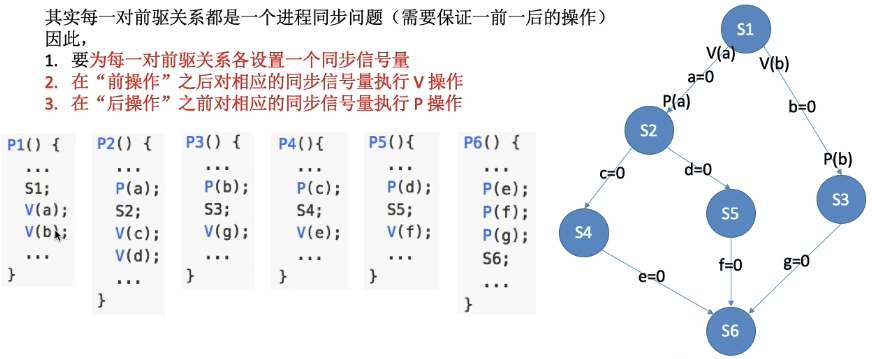 其实每一对前驱关系都是一个进程同步问题（需要保证一前一后的操作）
因此，
1. 要为每一对前驱关系各设置一个同步信号量
2. 在“前操作”之后对相应的同步信号量执行 V 操作
3. 在“后操作”之前对相应的同步信号量执行 P 操作
P1() {
...
S1;
V(a);
V(b);
...
}
P2() {
...
P(a);
S2;
V(c);
V(d);
...
}
P3() {
...
P(b);
S3;
V(g);
...
}
P4(){
...
P(c);
S4;
V(e);
...
}
P5(){
...
P(d);
S5;
V(f);
...
}
P6() {
...
P(e);
P(f);
P(g);
S6;
...
}
S1
V(a)
V(b)
a=0
b=0
P(a)
S2
P(b)
c=0
d=0
S3
S4
S5
e=0
f=0
g=0
S6